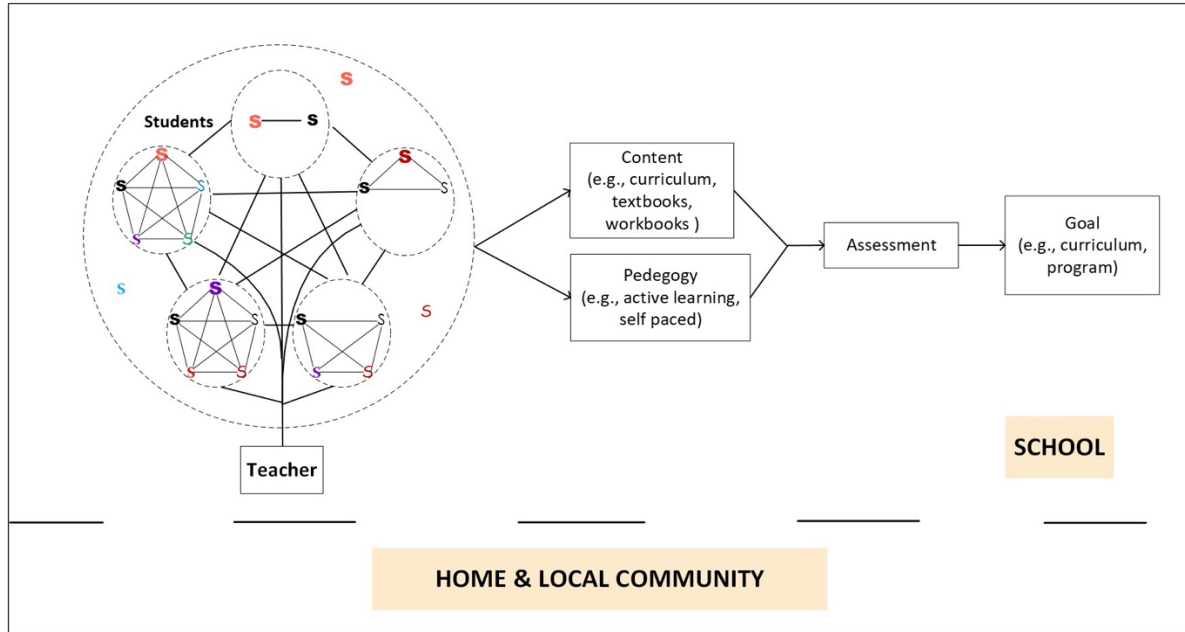 S
Students
S S
S
S S
S S
S
S S
S
S
S S
S S
S
S S
S S
S S
Teacher
Content
(e.g., curriculum,
textbooks,
workbooks )
Pedegogy
(e.g., active learning,
self paced)
Assessment
Goal
(e.g., curriculum,
program)
SCHOOL
HOME & LOCAL COMMUNITY